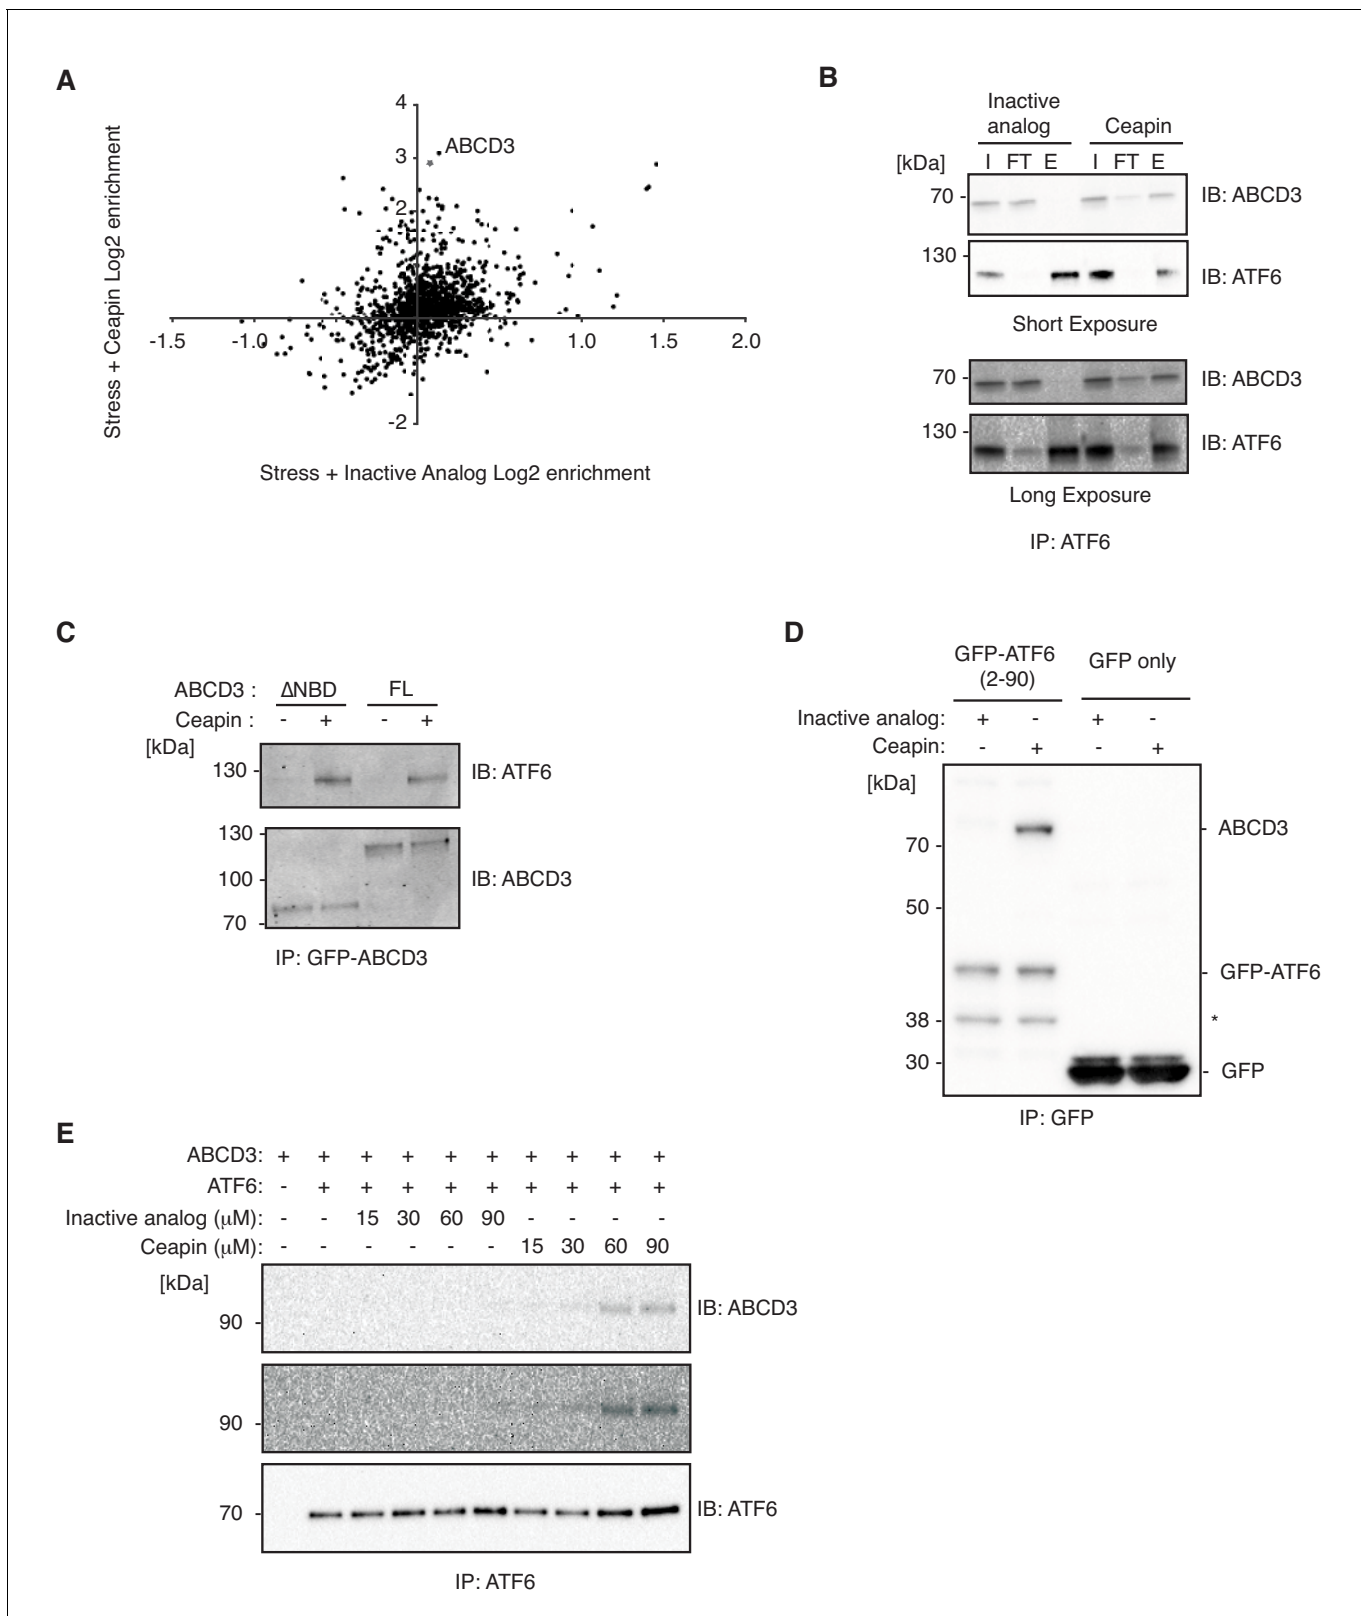 A
Stress + Ceapin Log2 enrichment
4
3
2
-2
ABCD3
-1.5 -1.0 1.0 1.5 2.0
Stress + Inactive Analog Log2 enrichment
B
Inactive
analog Ceapin
[kDa] I FT E I FT E
70 - IB: ABCD3
130 -
IB: ATF6
Short Exposure
70 - IB: ABCD3
130 -
IB: ATF6
Long Exposure
IP: ATF6
C
ABCD3 : ΔNBD FL
Ceapin : - + - +
[kDa]
130 - IB: ATF6
130 -
100 - IB: ABCD3
70 -
IP: GFP-ABCD3
D
GFP-ATF6
(2-90) GFP only
Inactive analog: + - + -
Ceapin: - + - +
[kDa]
- ABCD3
70 -
50 -
- GFP-ATF6
38 - *
30 -
- GFP
IP: GFP
E
ABCD3: + + + + + + + + + +
ATF6: - + + + + + + + + +
Inactive analog (μM): - - 15 30 60 90 - - - -
Ceapin (μM): - - - - - - 15 30 60 90
[kDa]
90 - IB: ABCD3
90 -
70 - IB: ATF6
IP: ATF6